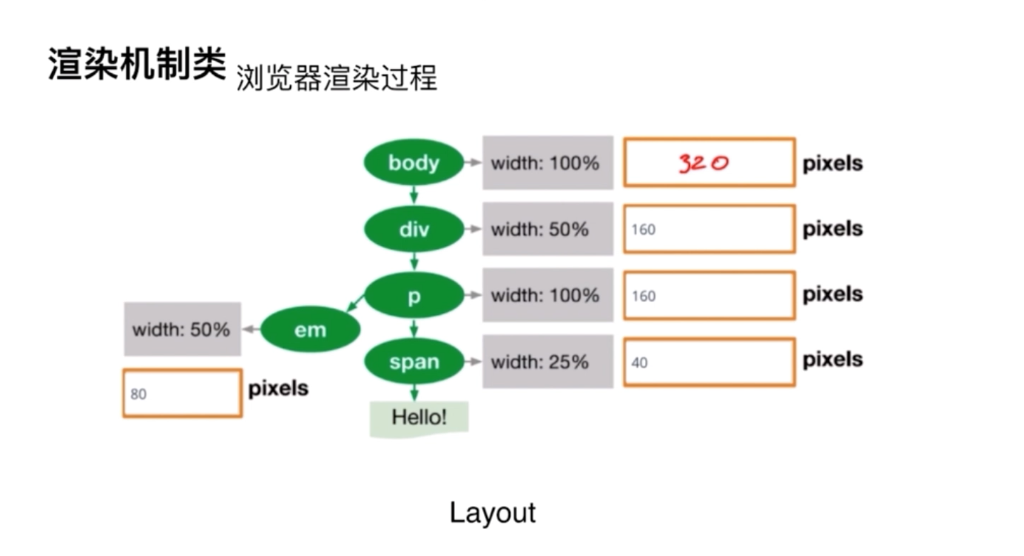 渲染机制类 浏览器渲染过程
body width: 100% 320 pixels
div width: 50% 160 pixels
p width: 100% 160 pixels
width: 50% em
span width: 25% 40 pixels
80 pixels
Hello!
Layout